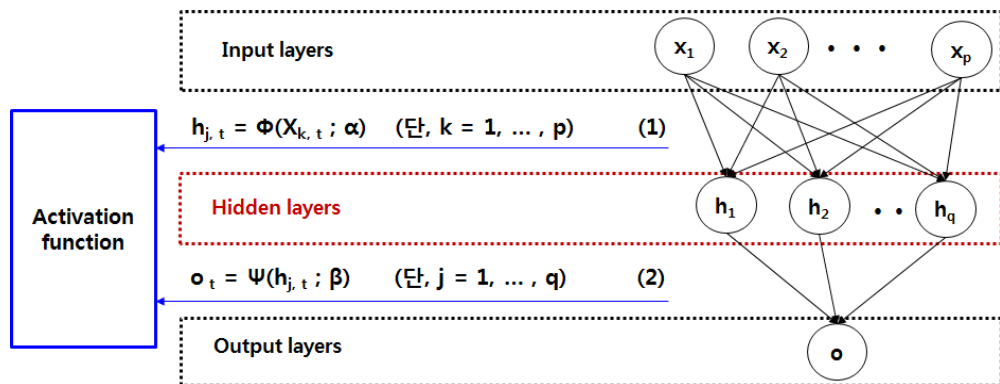 Input layers
x1 x2 • • • xp
hj, t = Φ(Xk, t ; α) (단, k = 1, ... , p) (1)
Activation function
Hidden layers
h1 h2 • • hq
o t = Ψ(hj, t ; β) (단, j = 1, ... , q) (2)
Output layers
o